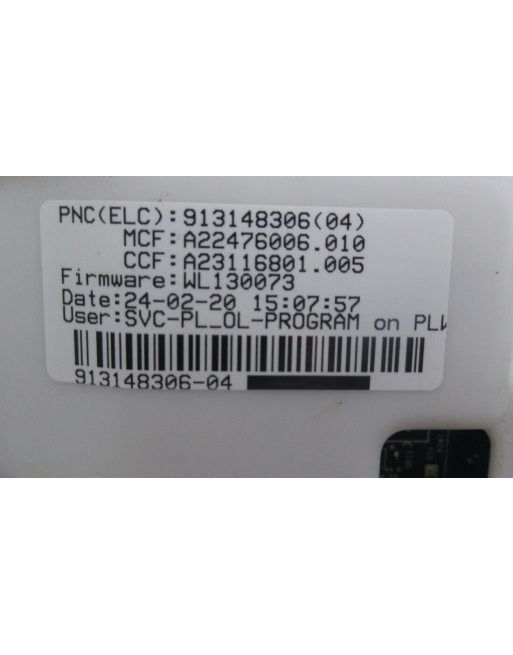 PNC(ELC):913148306(04)
MCF:A22476006.010
CCF:A23116801.005
Firmware:WL130073
Date:24-02-20 15:07:57
User:SVC-PL_OL-PROGRAM on
913148306-04